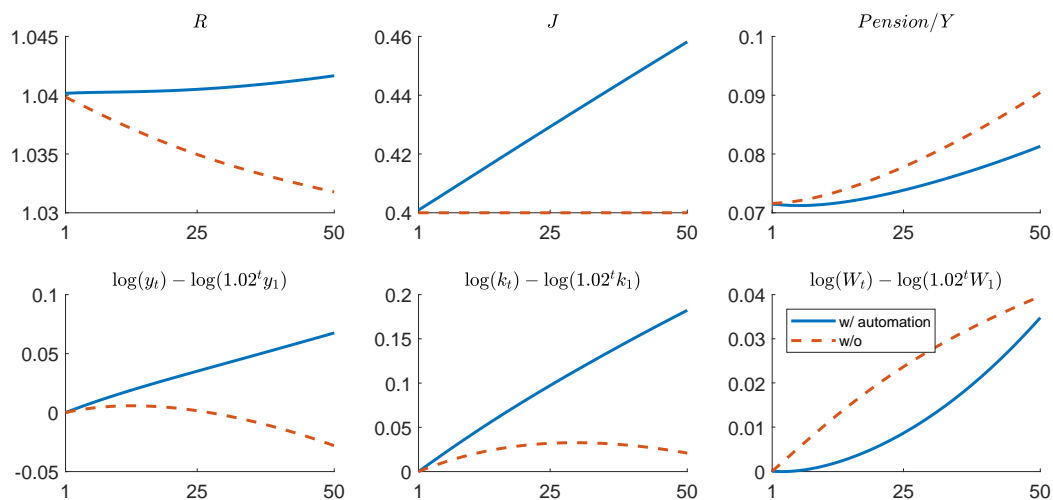 R
1.045
1.04
1.035
1.03
1 25 50
J
0.46
0.44
0.42
0.4
1 25 50
Pension/Y
0.1
0.09
0.08
0.07
1 25 50
log(y_t) − log(1.02^t y_1)
0.1
0.05
0
-0.05
1 25 50
log(k_t) − log(1.02^t k_1)
0.2
0.15
0.1
0.05
0
1 25 50
log(W_t) − log(1.02^t W_1)
0.04
0.03
0.02
0.01
0
1 25 50
w/ automation
w/o